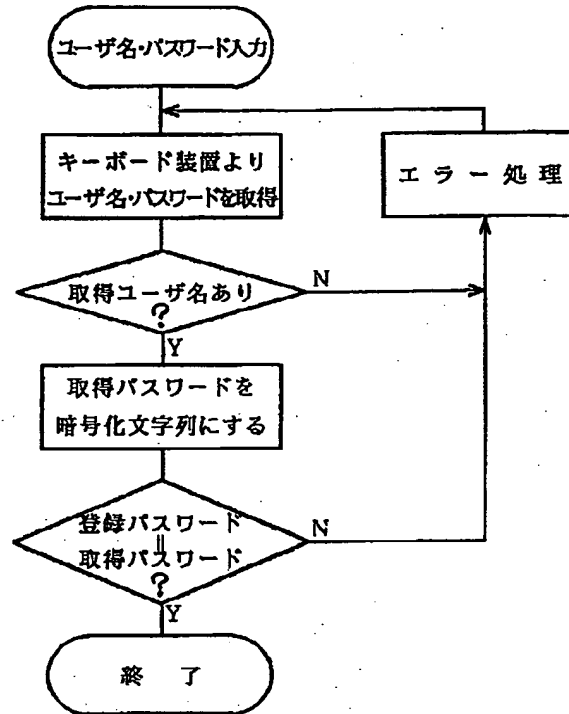 ユーザ名・パスワード入力
キーボード装置より
ユーザ名・パスワードを取得
エラー処理
取得ユーザ名あり
?
N
Y
取得パスワードを
暗号化文字列にする
登録パスワード
=
取得パスワード
?
N
Y
終了